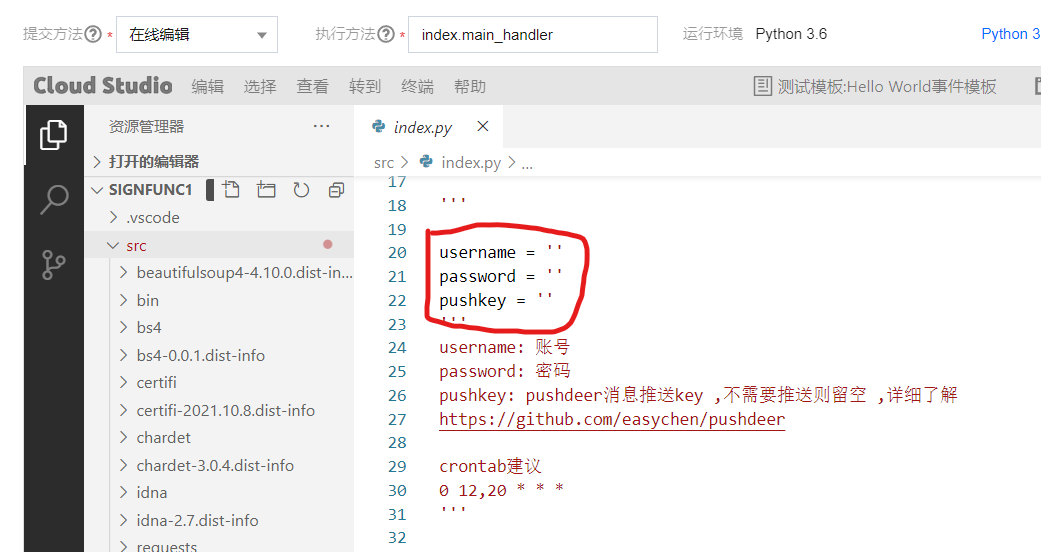 提交方法 * 在线编辑 执行方法 * index.main_handler 运行环境 Python 3.6 Python 3
Cloud Studio 编辑 选择 查看 转到 终端 帮助 测试模板:Hello World事件模板
资源管理器 ...
index.py
打开的编辑器
src > index.py > ...
SIGNFUNC1
.vscode
src
beautifulsoup4-4.10.0.dist-in...
bin
bs4
bs4-0.0.1.dist-info
certifi
certifi-2021.10.8.dist-info
chardet
chardet-3.0.4.dist-info
idna
idna-2.7.dist-info
requests
17
18 '''
19
20 username = ''
21 password = ''
22 pushkey = ''
23 '''
24 username: 账号
25 password: 密码
26 pushkey: pushdeer消息推送key ,不需要推送则留空 ,详细了解
27 https://github.com/easychen/pushdeer
28
29 crontab建议
30 0 12,20 * * *
31 '''
32